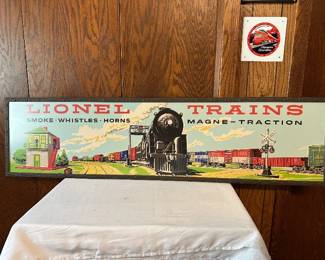 LIONEL TRAINS
SMOKE · WHISTLES · HORNS MAGNE-TRACTION